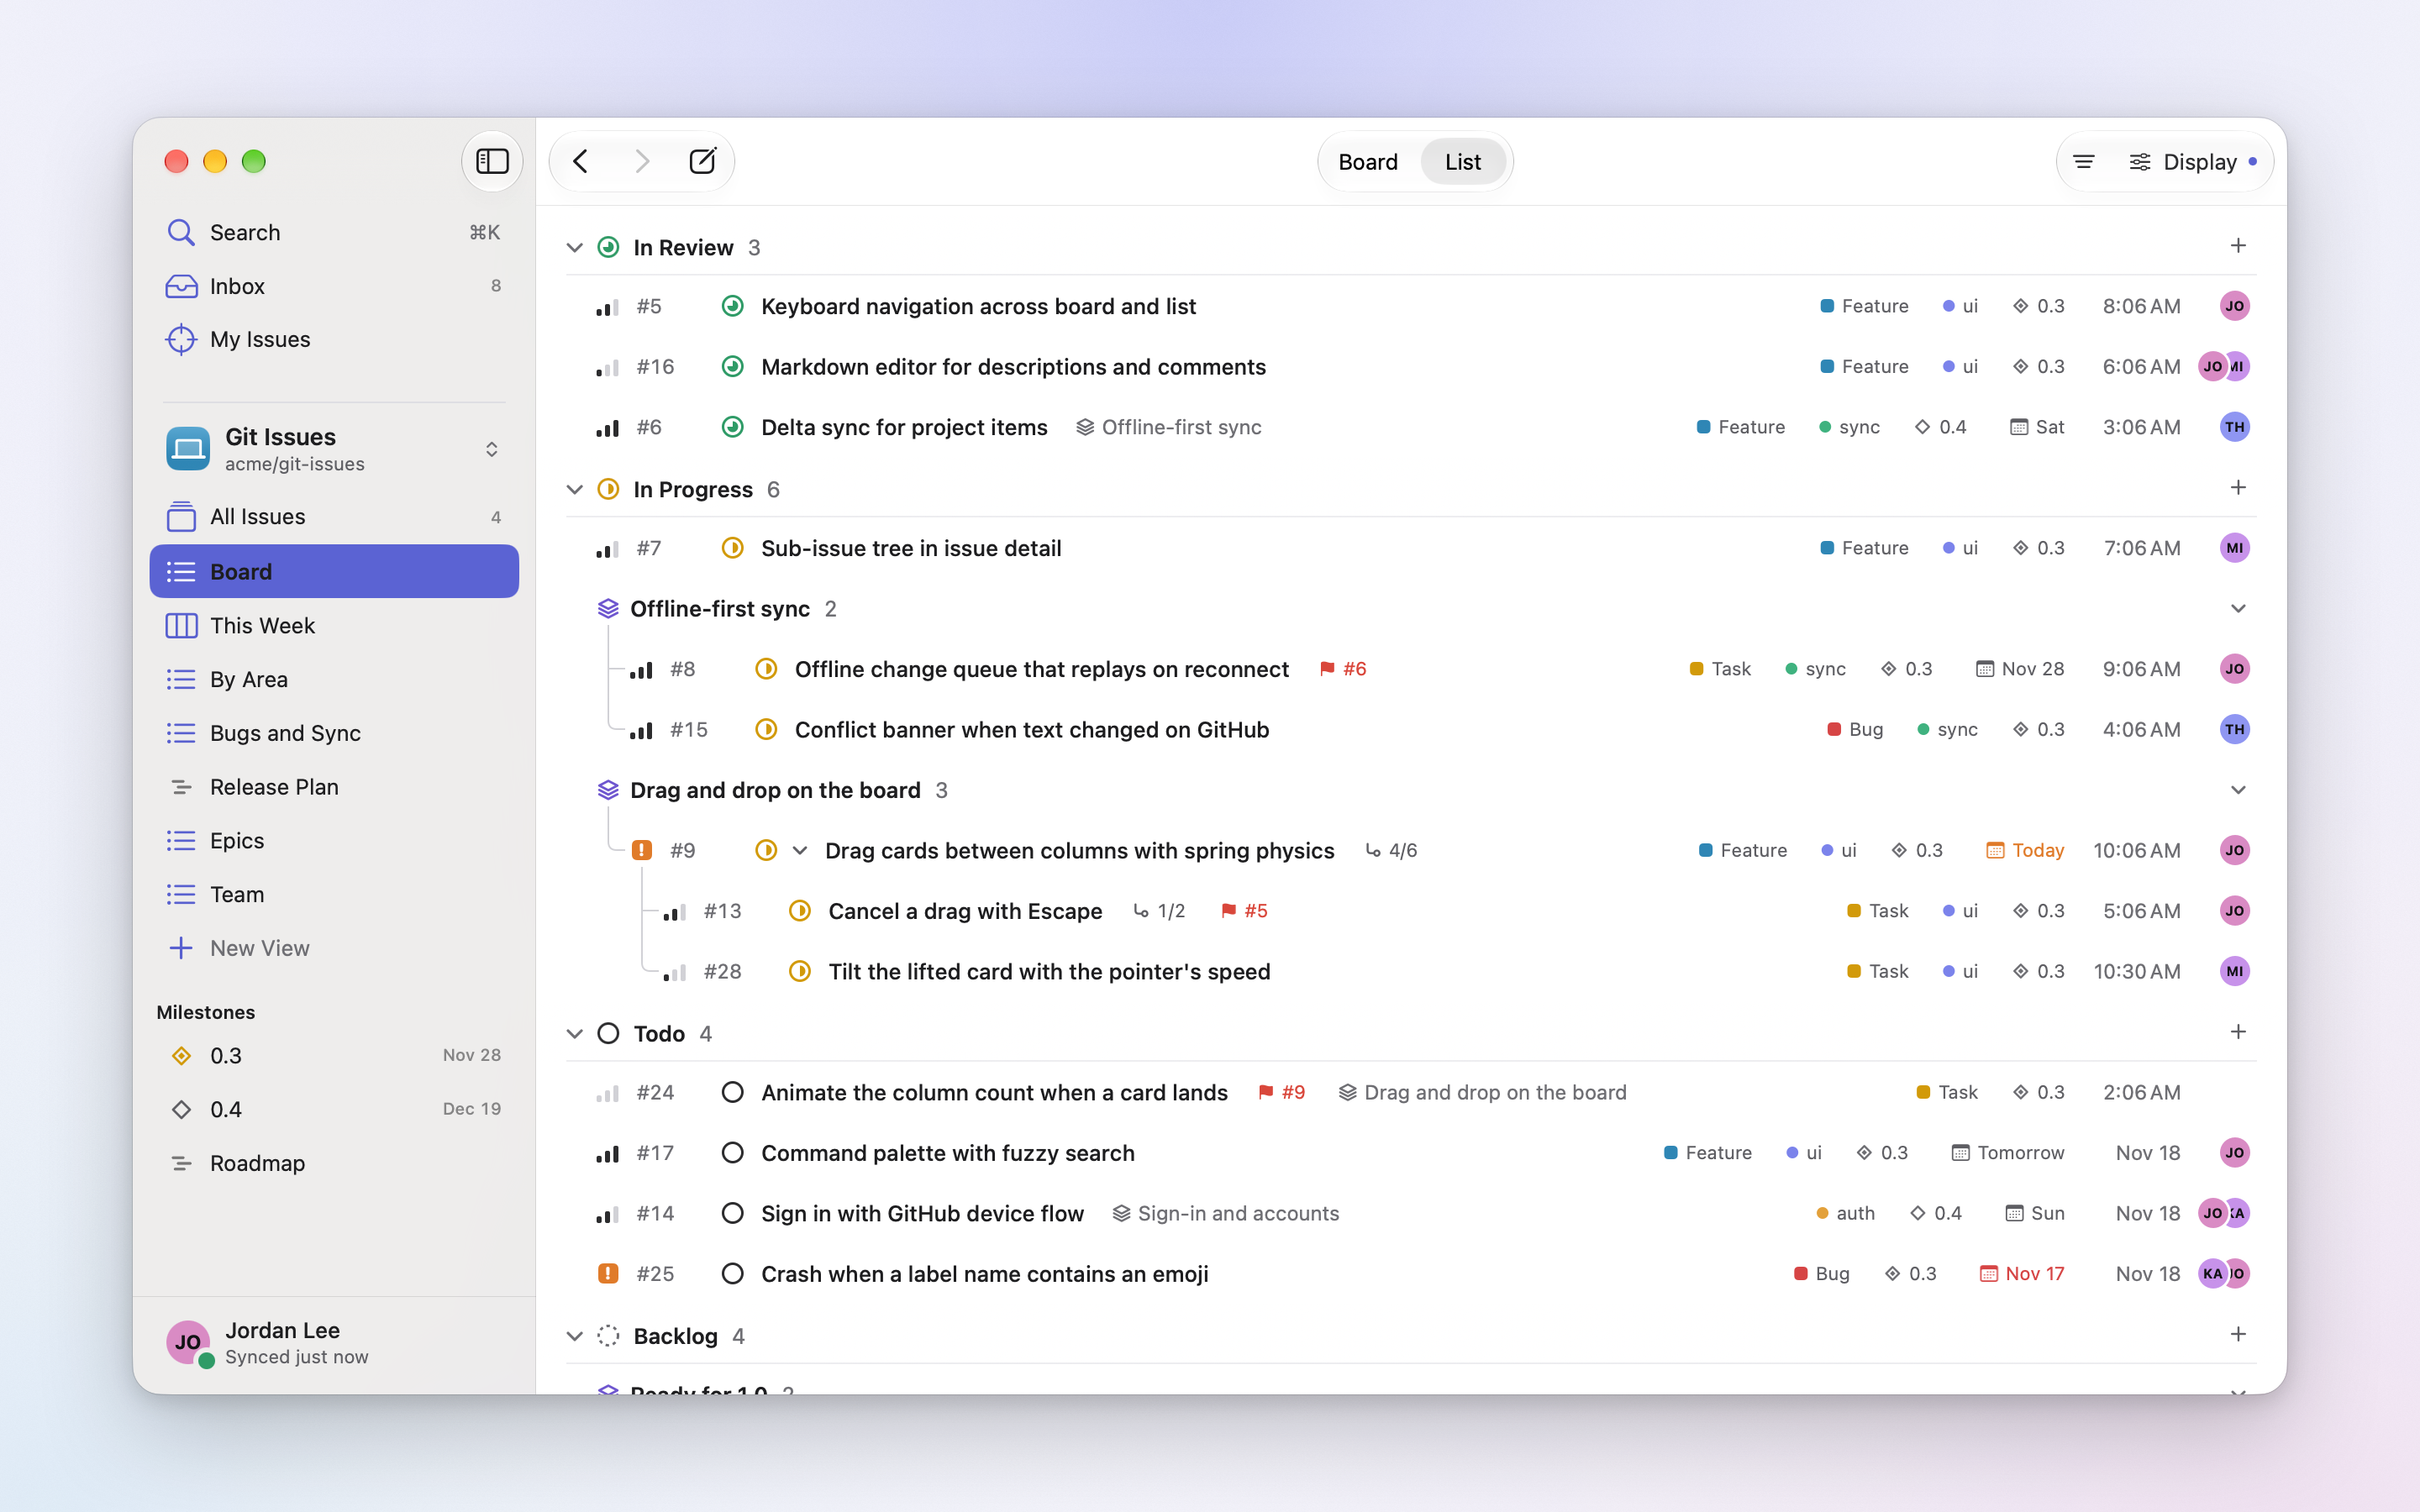 Search ⌘K
Inbox 8
My Issues
Git Issues
acme/git-issues
All Issues 4
Board
This Week
By Area
Bugs and Sync
Release Plan
Epics
Team
New View
Milestones
0.3 Nov 28
0.4 Dec 19
Roadmap
JO
Jordan Lee
Synced just now
Board List
Display
In Review 3
#5 Keyboard navigation across board and list Feature ui 0.3 8:06 AM JO
#16 Markdown editor for descriptions and comments Feature ui 0.3 6:06 AM JO MI
#6 Delta sync for project items Offline-first sync Feature sync 0.4 Sat 3:06 AM TH
In Progress 6
#7 Sub-issue tree in issue detail Feature ui 0.3 7:06 AM MI
Offline-first sync 2
#8 Offline change queue that replays on reconnect #6 Task sync 0.3 Nov 28 9:06 AM JO
#15 Conflict banner when text changed on GitHub Bug sync 0.3 4:06 AM TH
Drag and drop on the board 3
#9 Drag cards between columns with spring physics 4/6 Feature ui 0.3 Today 10:06 AM JO
#13 Cancel a drag with Escape 1/2 #5 Task ui 0.3 5:06 AM JO
#28 Tilt the lifted card with the pointer's speed Task ui 0.3 10:30 AM MI
Todo 4
#24 Animate the column count when a card lands #9 Drag and drop on the board Task 0.3 2:06 AM
#17 Command palette with fuzzy search Feature ui 0.3 Tomorrow Nov 18 JO
#14 Sign in with GitHub device flow Sign-in and accounts auth 0.4 Sun Nov 18 JO KA
#25 Crash when a label name contains an emoji Bug 0.3 Nov 17 Nov 18 KA JO
Backlog 4
Ready for 1.0 2